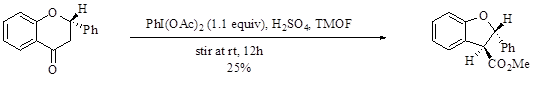 O H
Ph
O
PhI(OAc)2 (1.1 equiv), H2SO4, TMOF
stir at rt, 12h
25%
O H
Ph
H CO2Me